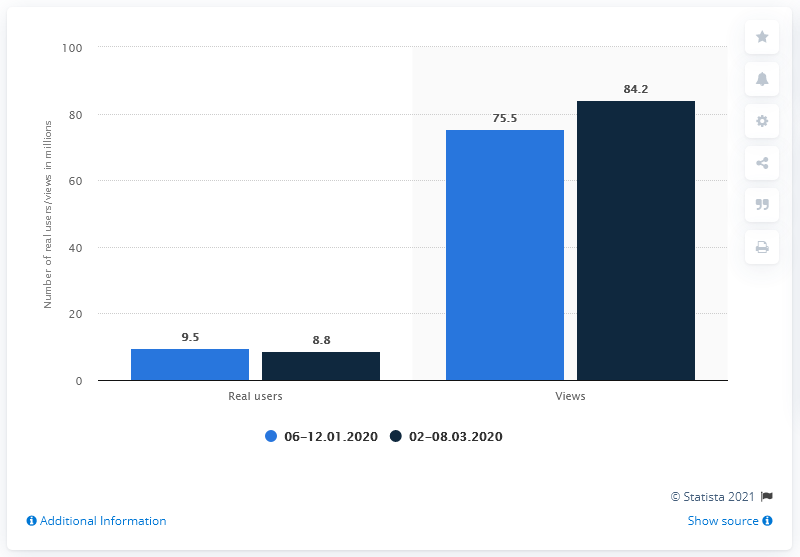 100
80
60
40
20
0
Number of real users/views in millions
9.5
8.8
75.5
84.2
Real users
Views
06-12.01.2020
02-08.03.2020
© Statista 2021
Additional Information
Show source